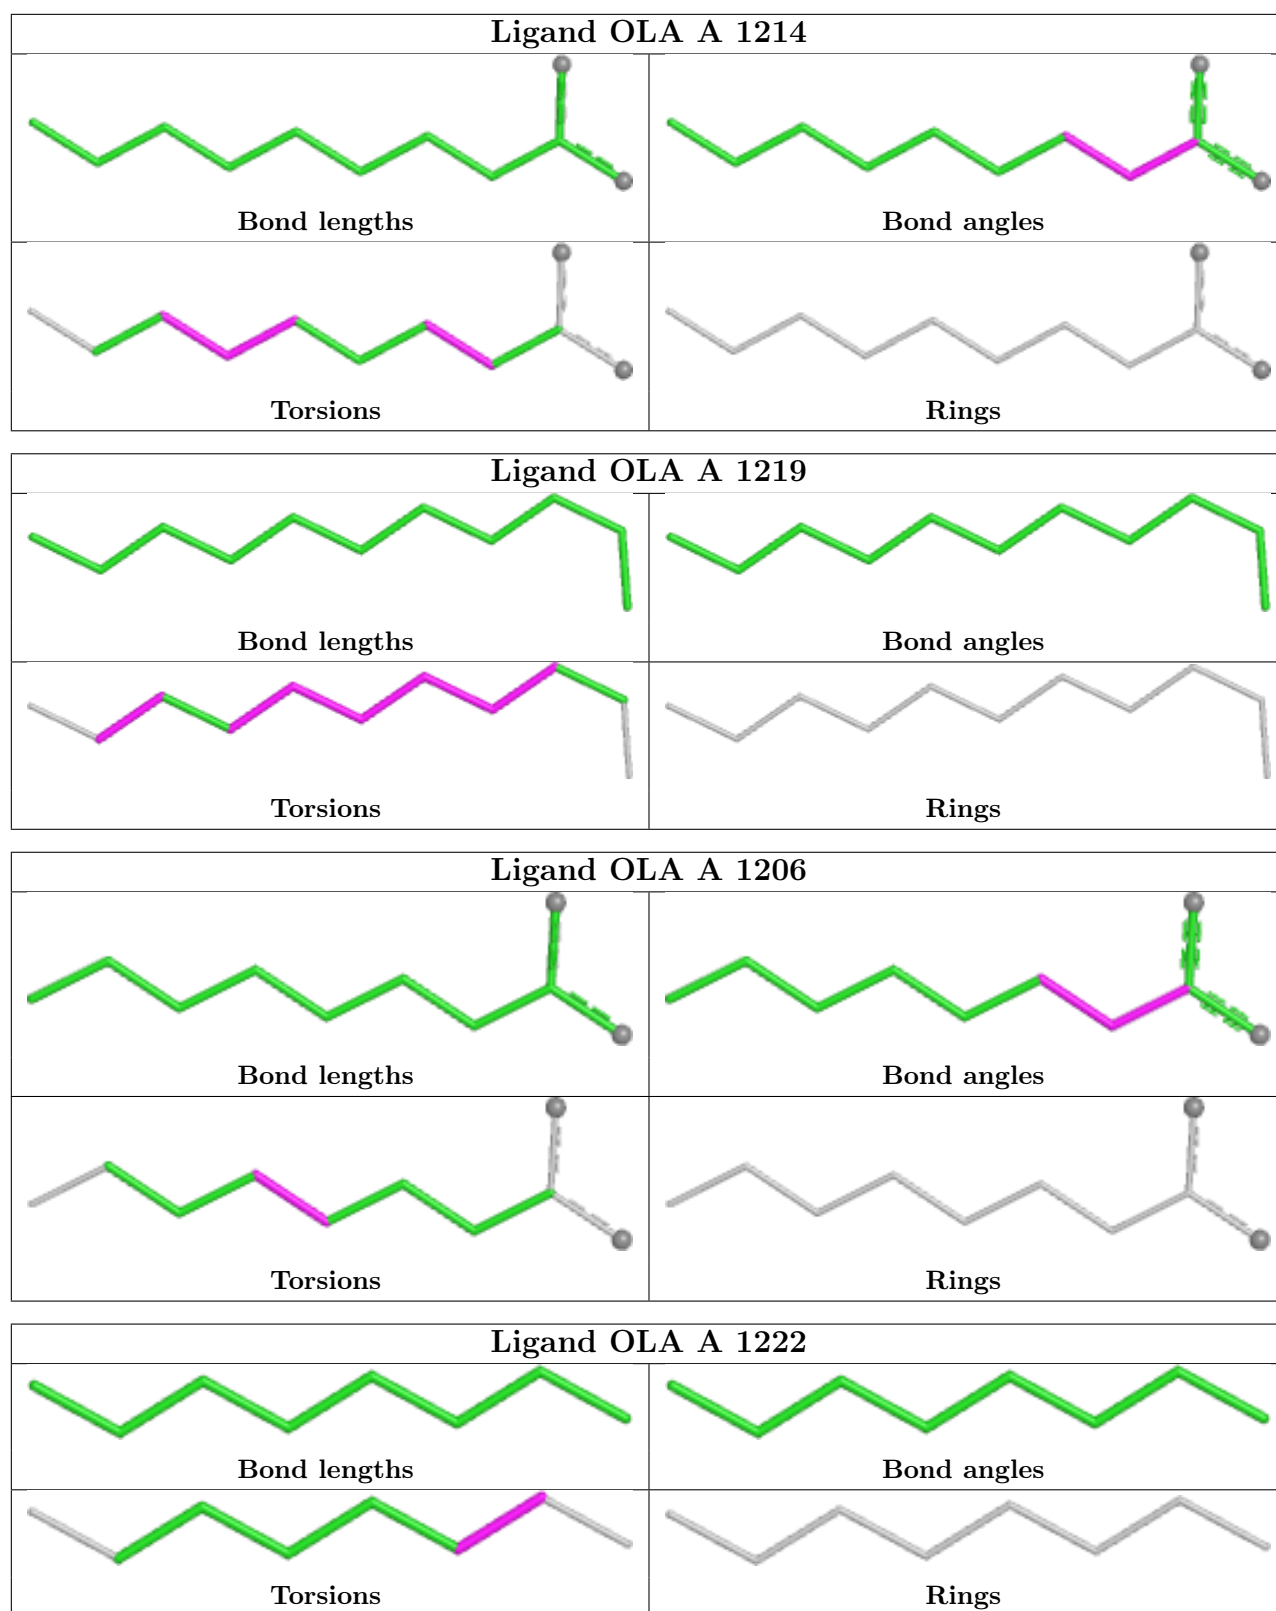 Ligand OLA A 1214
Bond lengths
Bond angles
Torsions
Rings
Ligand OLA A 1219
Bond lengths
Bond angles
Torsions
Rings
Ligand OLA A 1206
Bond lengths
Bond angles
Torsions
Rings
Ligand OLA A 1222
Bond lengths
Bond angles
Torsions
Rings